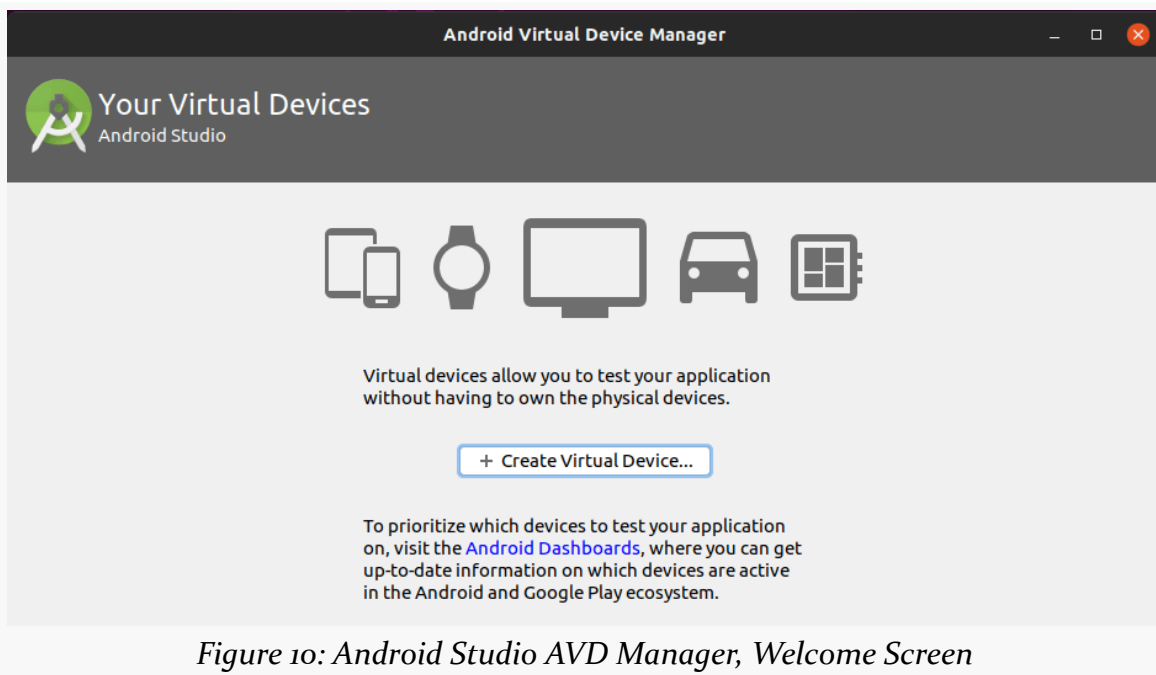 Android Virtual Device Manager
Your Virtual Devices
Android Studio
Virtual devices allow you to test your application
without having to own the physical devices.
+ Create Virtual Device...
To prioritize which devices to test your application
on, visit the Android Dashboards, where you can get
up-to-date information on which devices are active
in the Android and Google Play ecosystem.
Figure 10: Android Studio AVD Manager, Welcome Screen